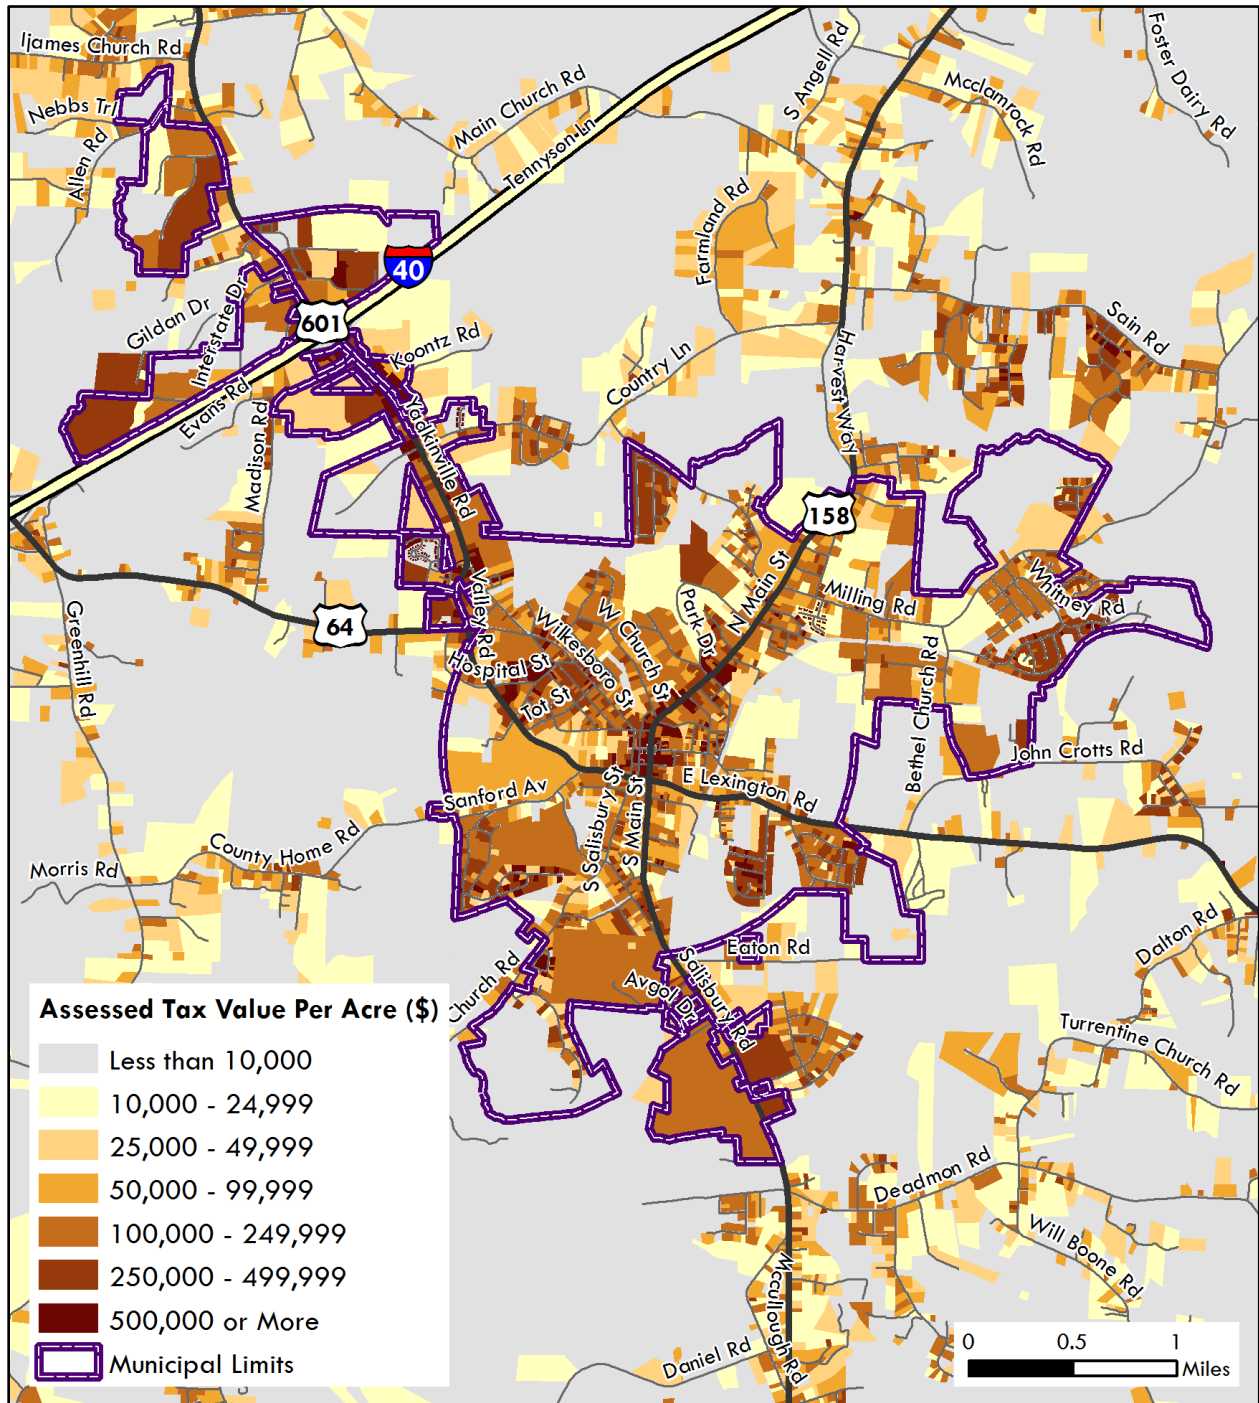 Ijames Church Rd
Nebbs Trl
Allen Rd
Main Church Rd
Tennyson Ln
S Angell Rd
Mcclamrock Rd
Foster Dairy Rd
Farmland Rd
40
601
Gildan Dr
Interstate Dr
Evans Rd
Koontz Rd
Country Ln
Harvest Way
Sain Rd
Madison Rd
Yadkinville Rd
158
Greenhill Rd
64
Valley Rd
Hospital St
Tot St
Wilkesboro St
W Church St
Park Dr
N Main St
Milling Rd
Whitney Rd
Bethel Church Rd
John Crotts Rd
E Lexington Rd
Sanford Av
S Salisbury St
S Main St
County Home Rd
Morris Rd
Eaton Rd
Dalton Rd
Church Rd
Avgol Dr
Salisbury Rd
Turrentine Church Rd
Deadmon Rd
Will Boone Rd
Mccullough Rd
Daniel Rd
Assessed Tax Value Per Acre ($)
Less than 10,000
10,000 - 24,999
25,000 - 49,999
50,000 - 99,999
100,000 - 249,999
250,000 - 499,999
500,000 or More
Municipal Limits
0 0.5 1
Miles